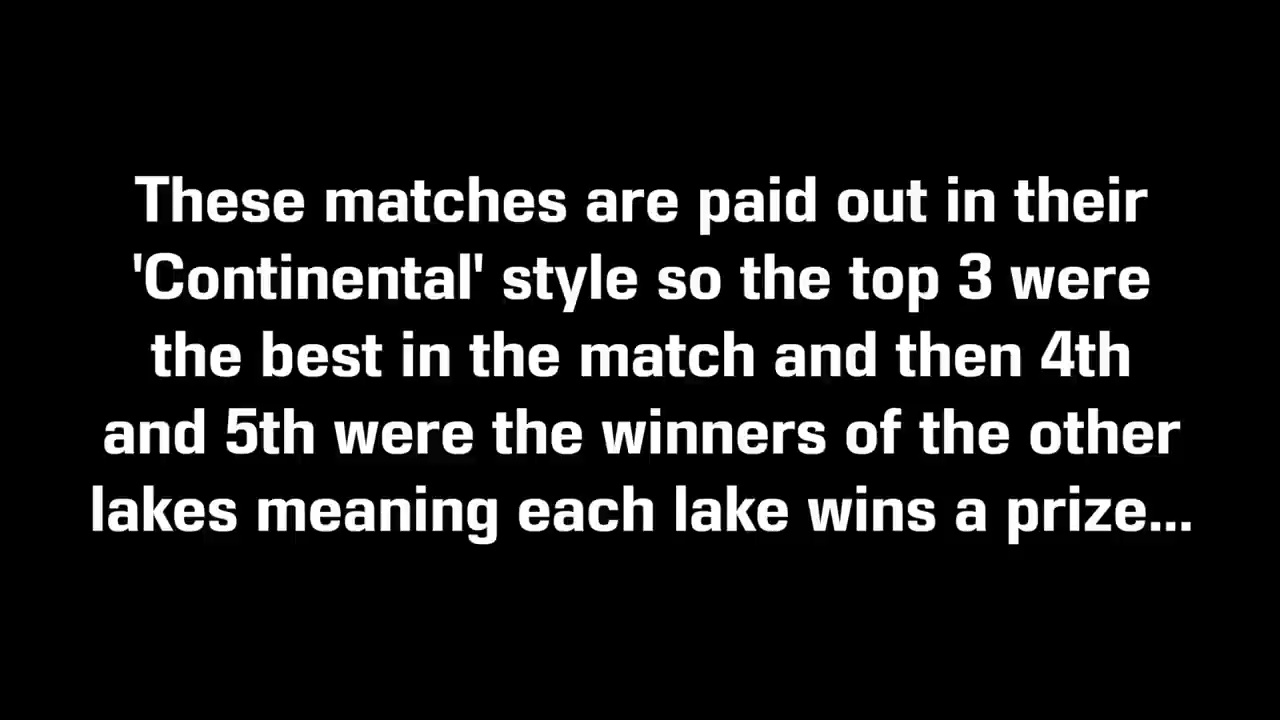 These matches are paid out in their
'Continental' style so the top 3 were
the best in the match and then 4th
and 5th were the winners of the other
lakes meaning each lake wins a prize...